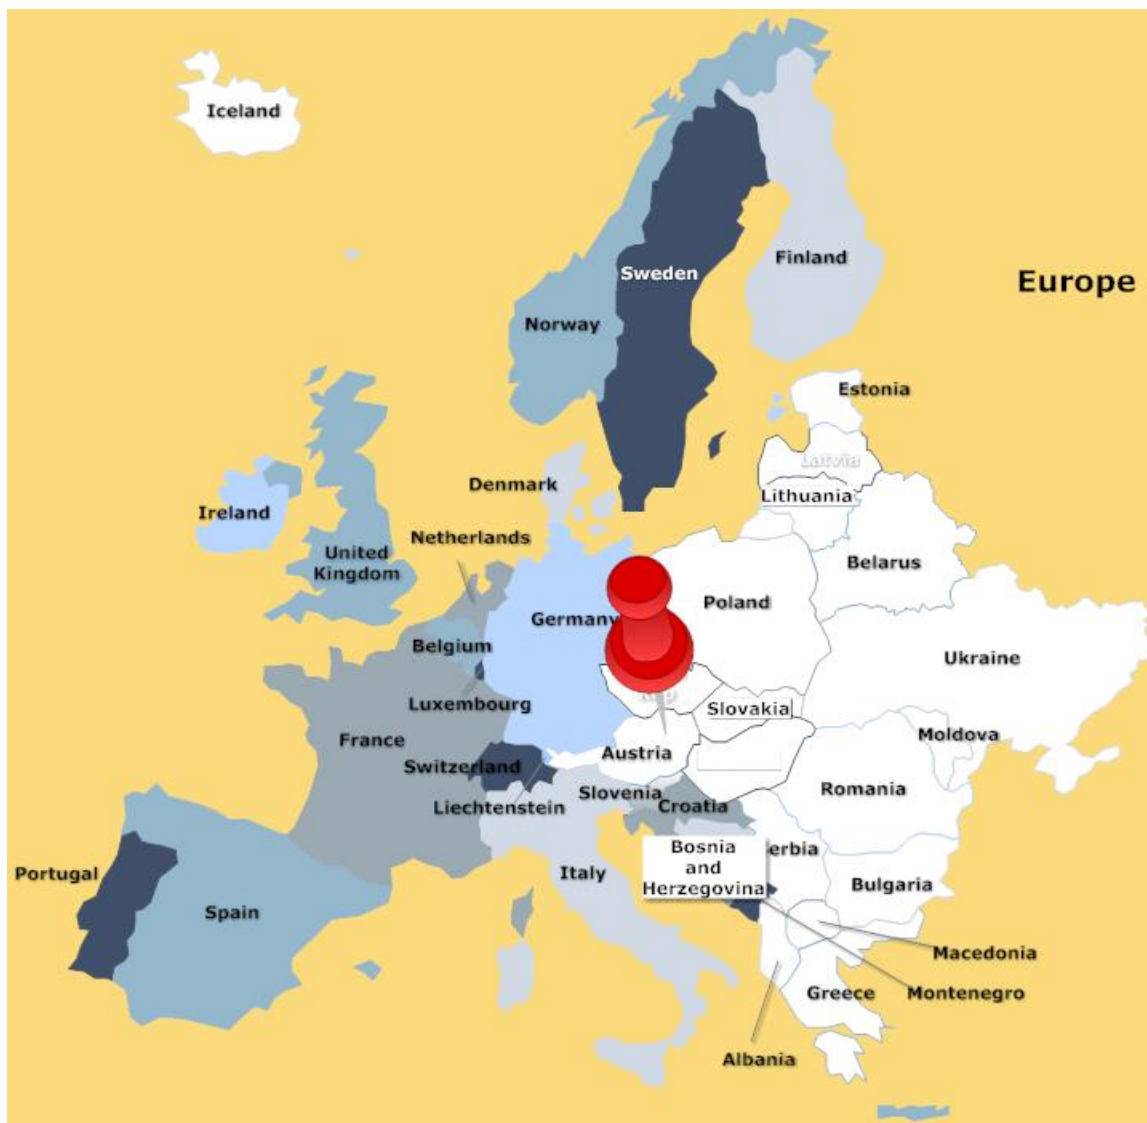 Iceland
Finland
Sweden
Europe
Norway
Estonia
Latvia
Denmark
Lithuania
Ireland
Netherlands
United
Kingdom
Belarus
Poland
Germany
Belgium
Ukraine
Luxembourg
Slovakia
France
Moldova
Austria
Switzerland
Romania
Slovenia
Liechtenstein
Croatia
Bosnia
and
Herzegovina
erbia
Portugal
Italy
Bulgaria
Spain
Macedonia
Greece
Montenegro
Albania